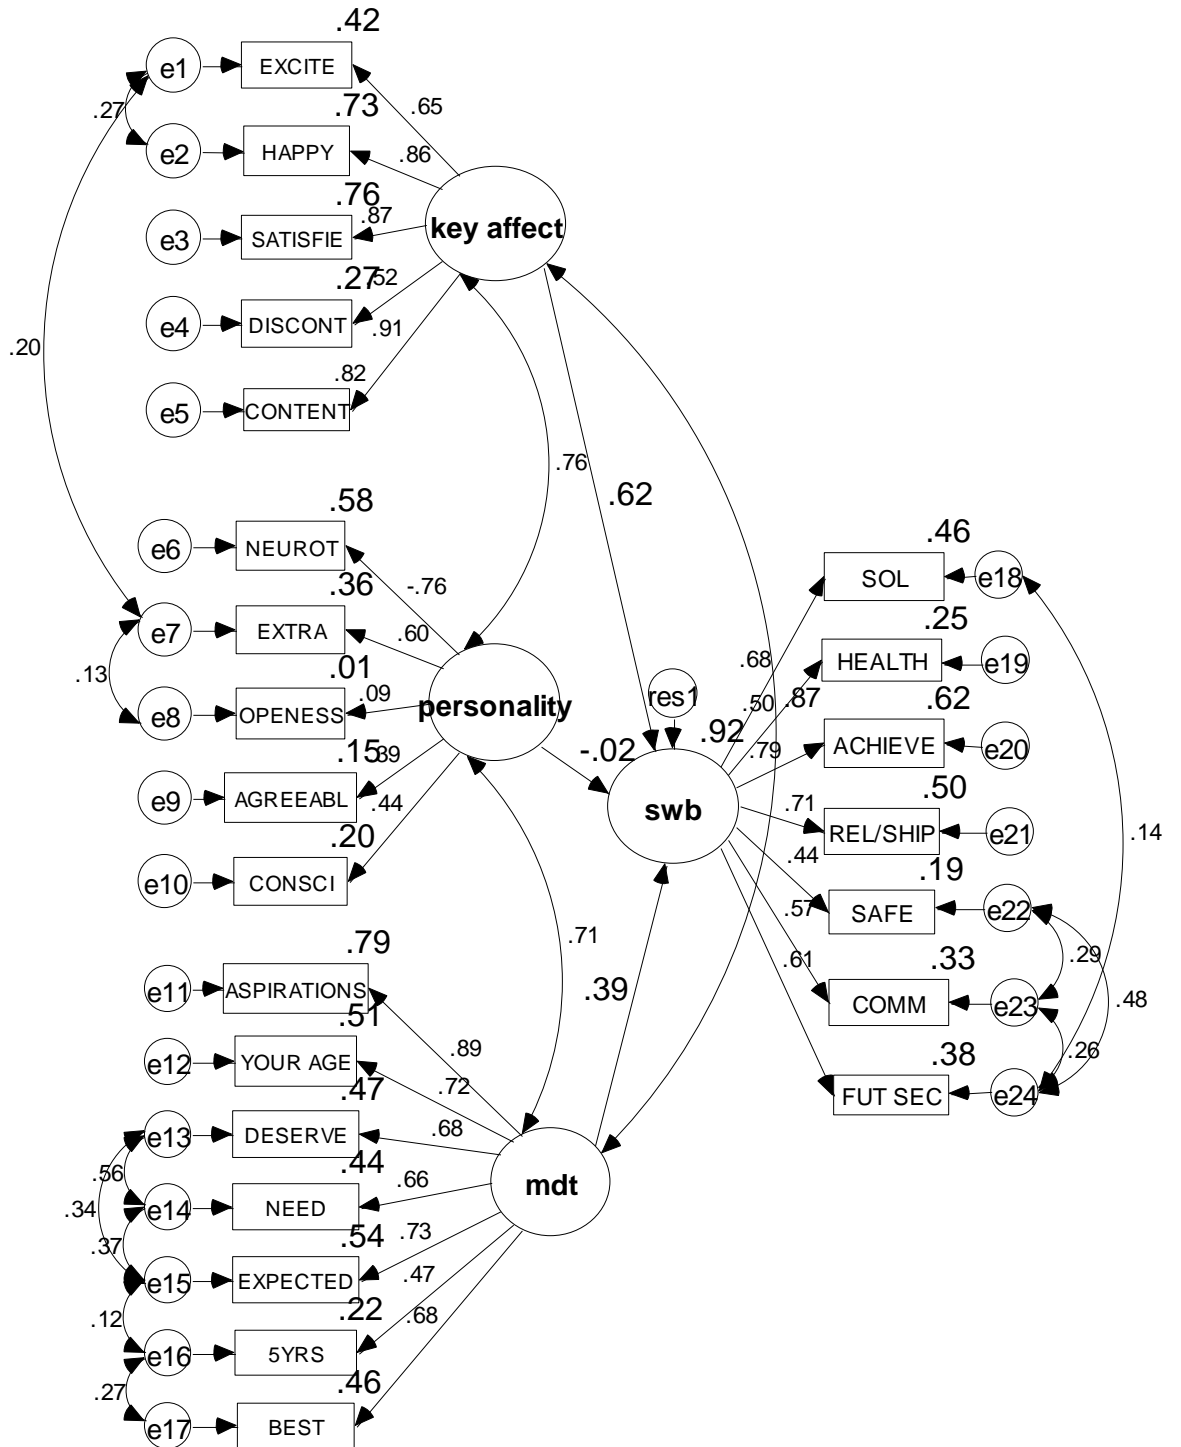 .42
e1
EXCITE
.65
.27
.73
e2
HAPPY
.86
.76
.87
e3
SATISFIE
key affect
.27
.52
e4
DISCONT
.91
.20
.82
e5
CONTENT
.76
.62
.58
e6
NEUROT
-.76
.36
e7
EXTRA
.60
.13
.01
.09
e8
OPENESS
personality
.15
.39
e9
AGREEABL
.44
.20
e10
CONSCI
.71
res1
-.02
.92
swb
.39
.46
SOL
e18
.68
.25
HEALTH
e19
.50
.87
.62
ACHIEVE
e20
.79
.50
REL/SHIP
e21
.71
.14
.44
.19
SAFE
e22
.57
.29
.33
.61
COMM
e23
.48
.26
.38
FUT SEC
e24
.79
e11
ASPIRATIONS
.51
.89
e12
YOUR AGE
.72
.47
e13
DESERVE
.68
.56
.44
.34
e14
NEED
.66
mdt
.37
.54
.73
e15
EXPECTED
.47
.12
.22
.68
e16
5YRS
.27
.46
e17
BEST